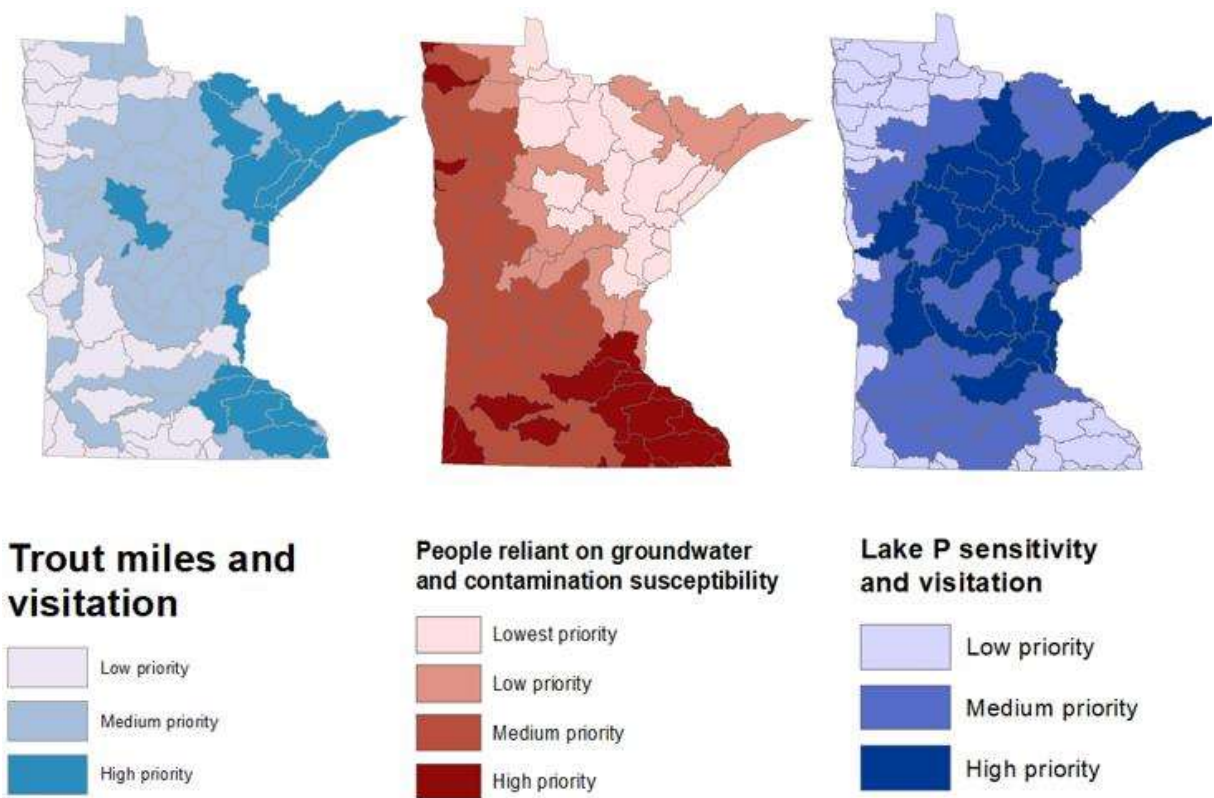 Trout miles and
visitation
Low priority
Medium priority
High priority
People reliant on groundwater
and contamination susceptibility
Lowest priority
Low priority
Medium priority
High priority
Lake P sensitivity
and visitation
Low priority
Medium priority
High priority